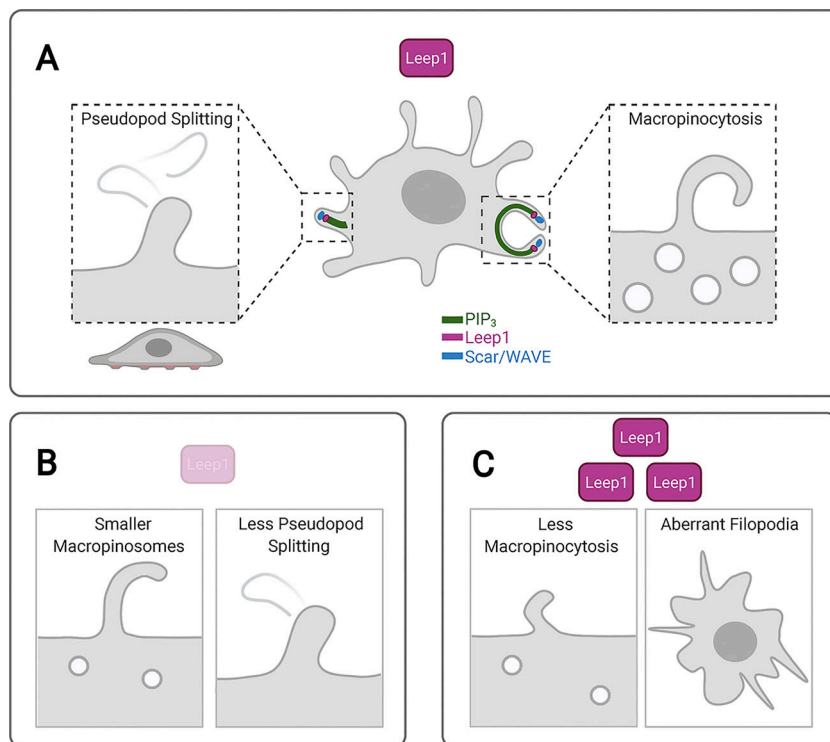 A
Leep1
Pseudopod Splitting
Macropinocytosis
PIP₃
Leep1
Scar/WAVE
B
Leep1
Smaller
Macropinosomes
Less Pseudopod
Splitting
C
Leep1
Leep1
Leep1
Less
Macropinocytosis
Aberrant Filopodia